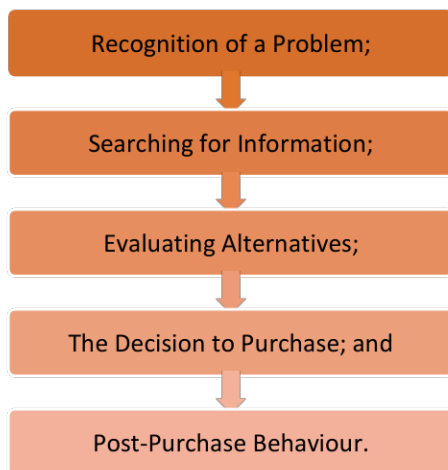 Recognition of a Problem;
Searching for Information;
Evaluating Alternatives;
The Decision to Purchase; and
Post-Purchase Behaviour.